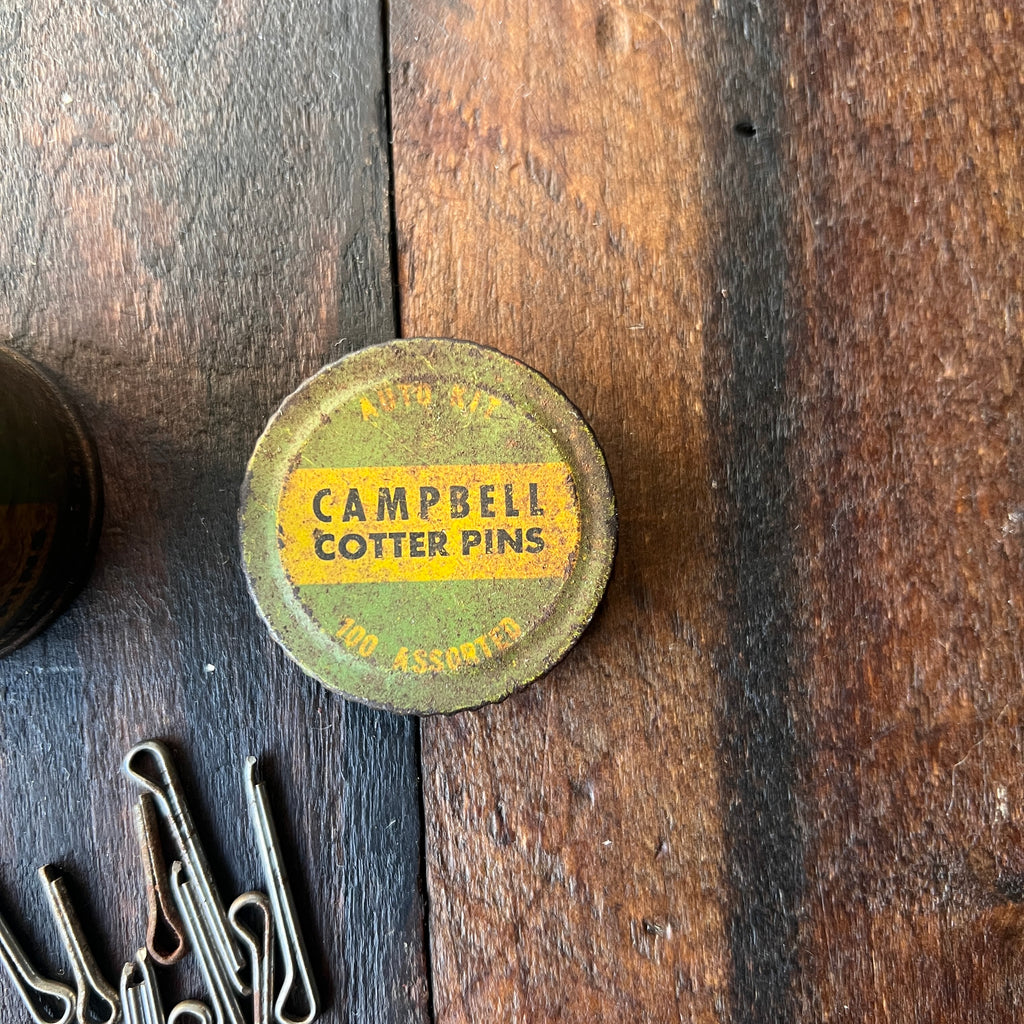 AUTO KIT
CAMPBELL
COTTER PINS
100 ASSORTED